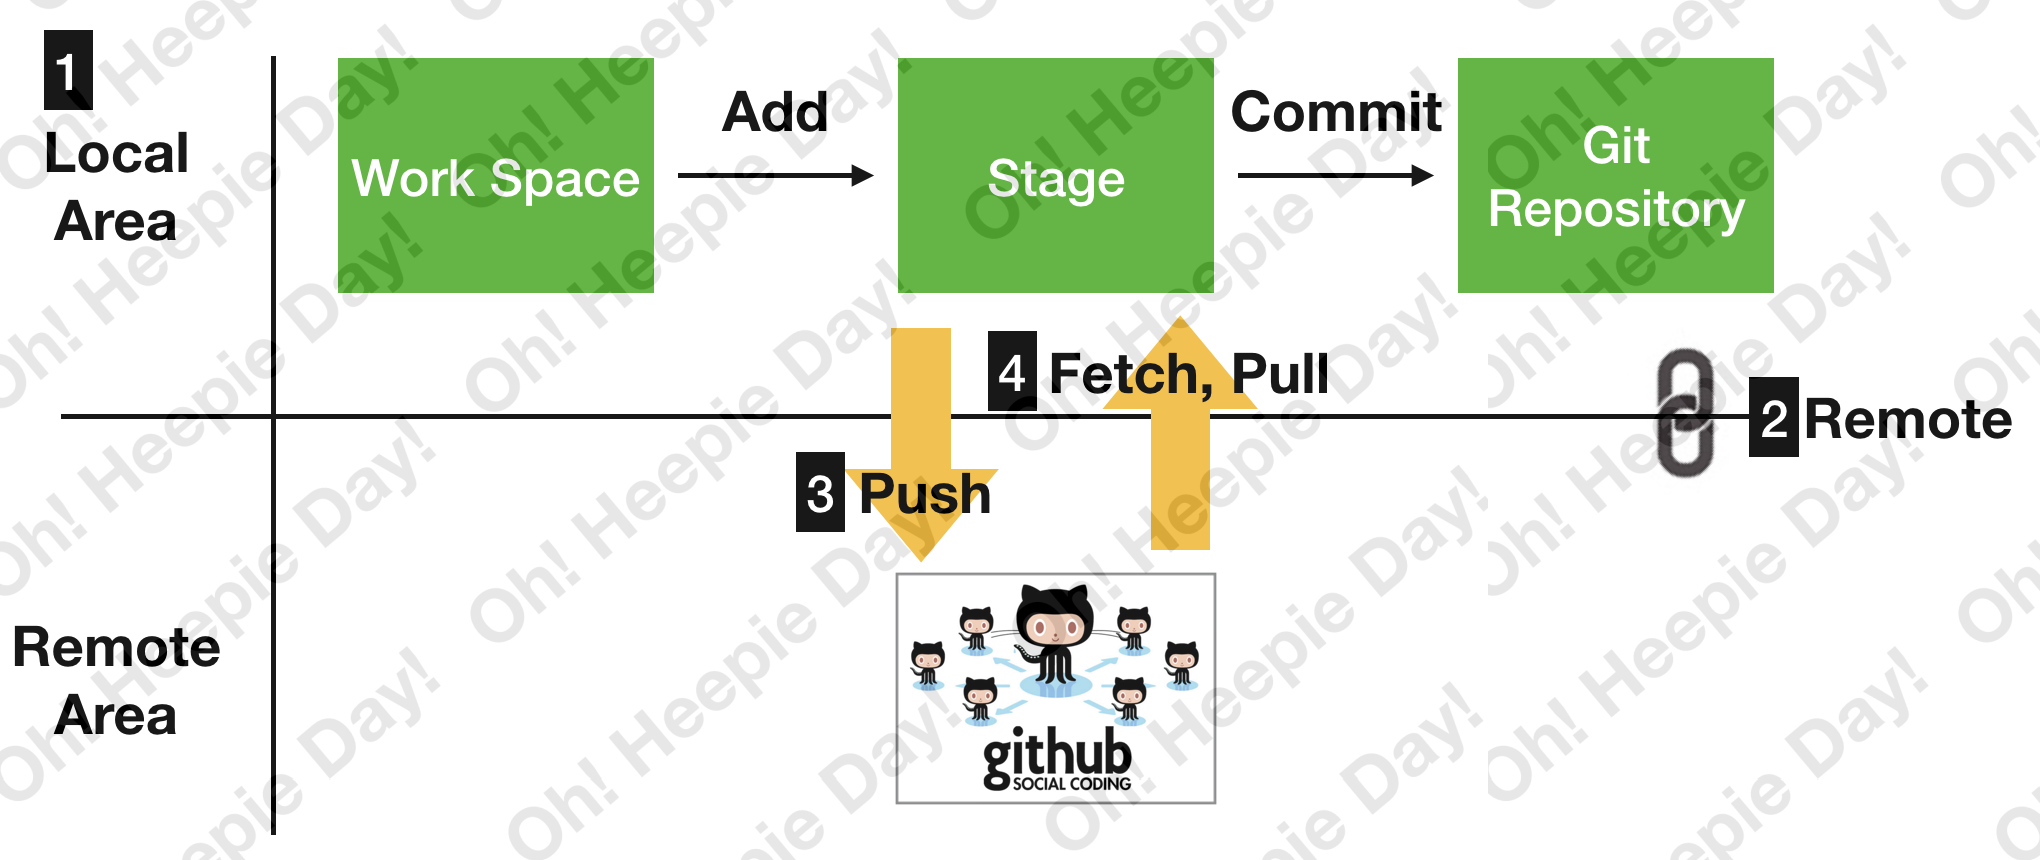 1
Local
Area
Work Space
Add
Stage
Commit
Git
Repository
4 Fetch, Pull
2 Remote
3 Push
Remote
Area
github
SOCIAL CODING
Oh! Heepie Day!